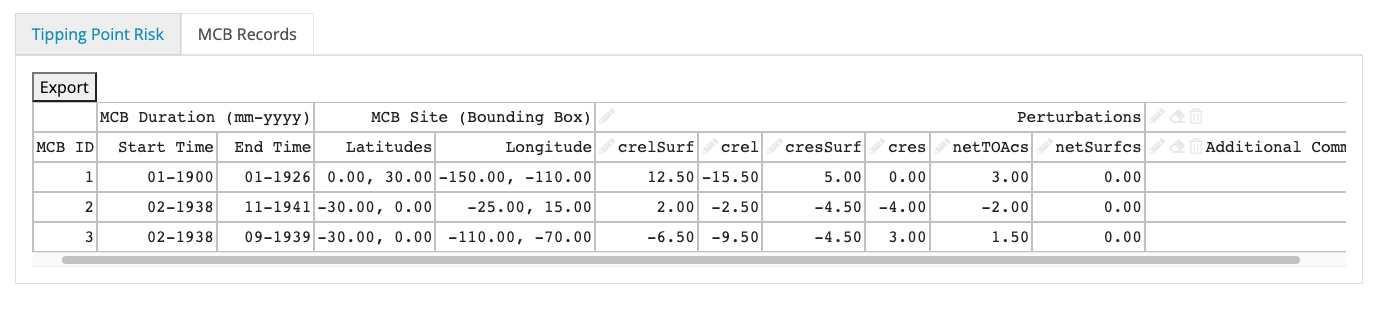 Tipping Point Risk MCB Records
Export
MCB Duration (mm-yyyy) MCB Site (Bounding Box) Perturbations
MCB ID Start Time End Time Latitudes Longitude crelSurf crel cresSurf cres netTOAcs netSurfcs Additional Comm
1 01-1900 01-1926 0.00, 30.00 -150.00, -110.00 12.50 -15.50 5.00 0.00 3.00 0.00
2 02-1938 11-1941 -30.00, 0.00 -25.00, 15.00 2.00 -2.50 -4.50 -4.00 -2.00 0.00
3 02-1938 09-1939 -30.00, 0.00 -110.00, -70.00 -6.50 -9.50 -4.50 3.00 1.50 0.00